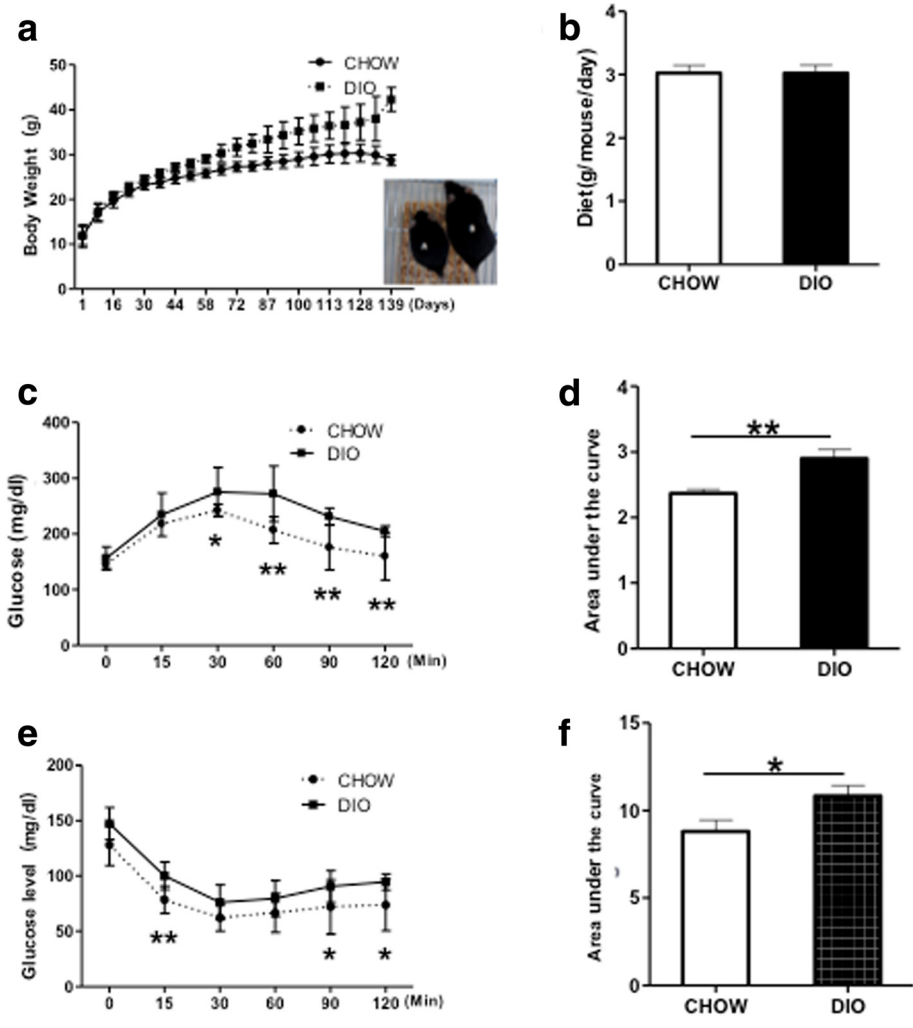 a
Body Weight (g)
50
40
30
20
10
0
CHOW
DIO
A
1 16 30 44 58 72 87 100 113 128 139 (Days)
b
Diet(g/mouse/day)
4
3
2
1
0
CHOW DIO
c
Glucose (mg/dl)
400
300
200
100
0
CHOW
DIO
*
**
**
**
0 15 30 60 90 120 (Min)
d
Area under the curve
4
3
2
1
0
**
CHOW DIO
e
Glucose level (mg/dl)
200
150
100
50
0
CHOW
DIO
**
*
*
0 15 30 60 90 120 (Min)
f
Area under the curve
15
10
5
0
*
CHOW DIO